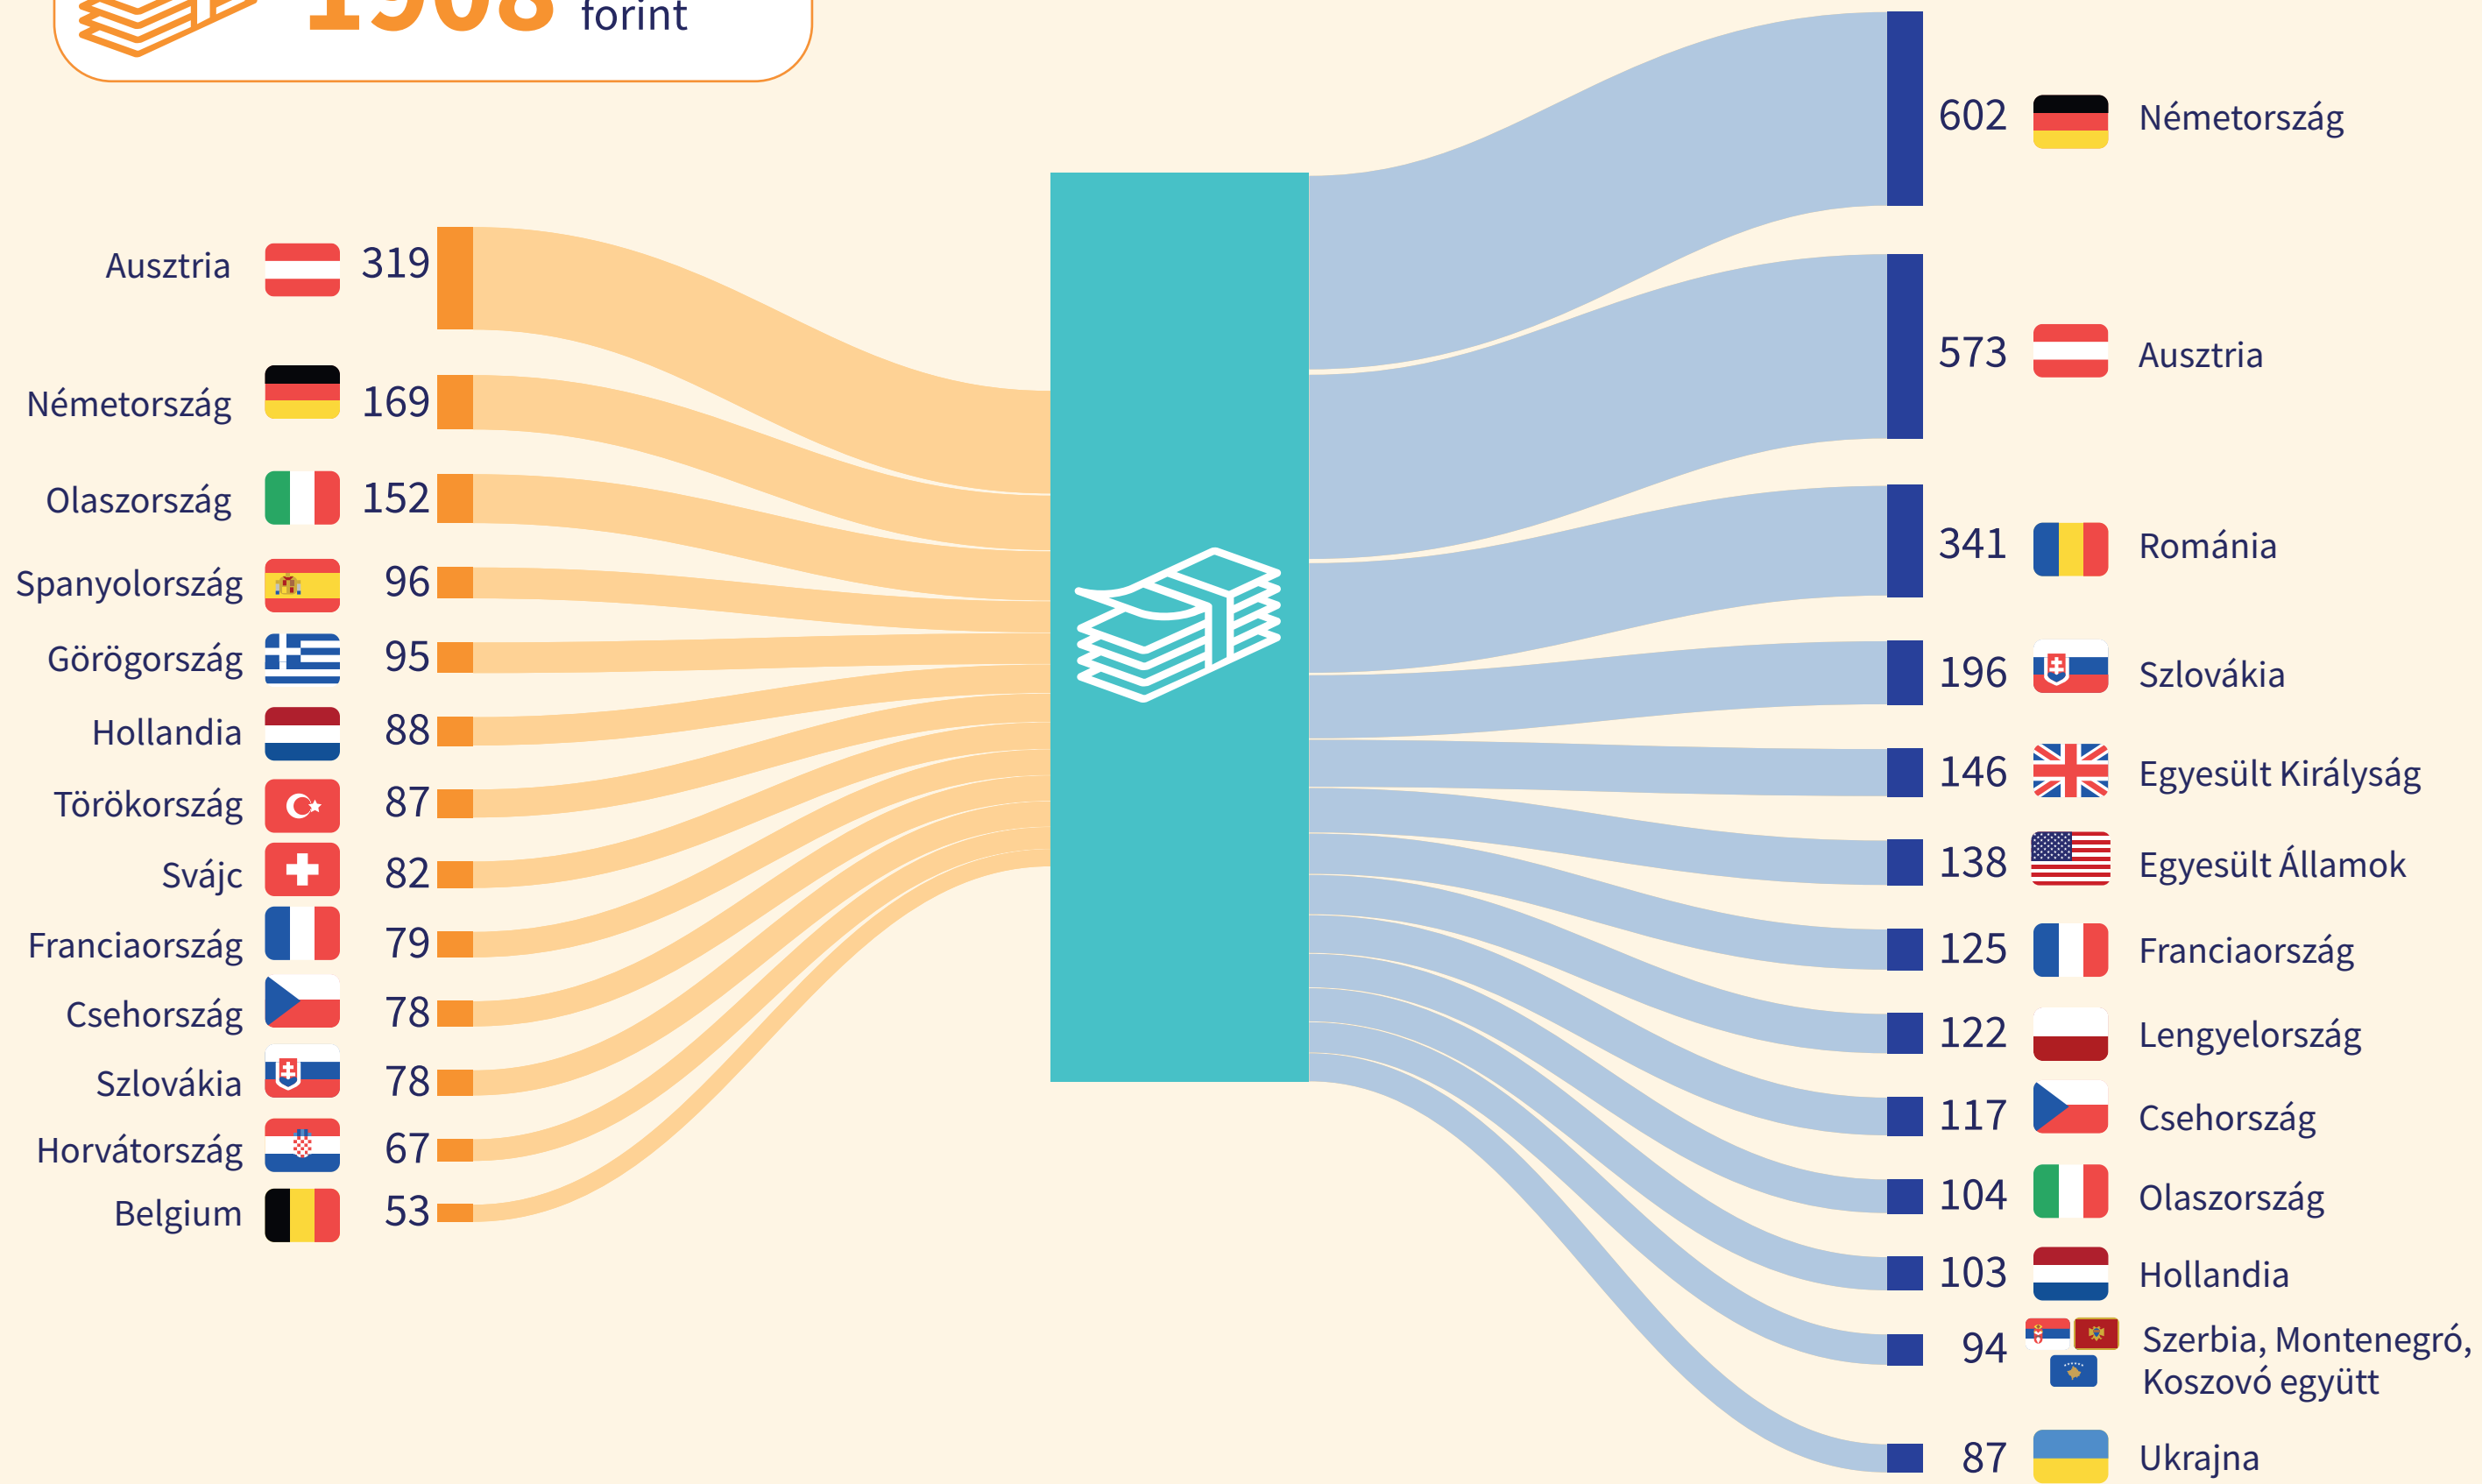 1908 forint
Ausztria 319
Németország 169
Olaszország 152
Spanyolország 96
Görögország 95
Hollandia 88
Törökország 87
Svájc 82
Franciaország 79
Csehország 78
Szlovákia 78
Horvátország 67
Belgium 53
602 Németország
573 Ausztria
341 Románia
196 Szlovákia
146 Egyesült Királyság
138 Egyesült Államok
125 Franciaország
122 Lengyelország
117 Csehország
104 Olaszország
103 Hollandia
94 Szerbia, Montenegró,
Koszovó együtt
87 Ukrajna